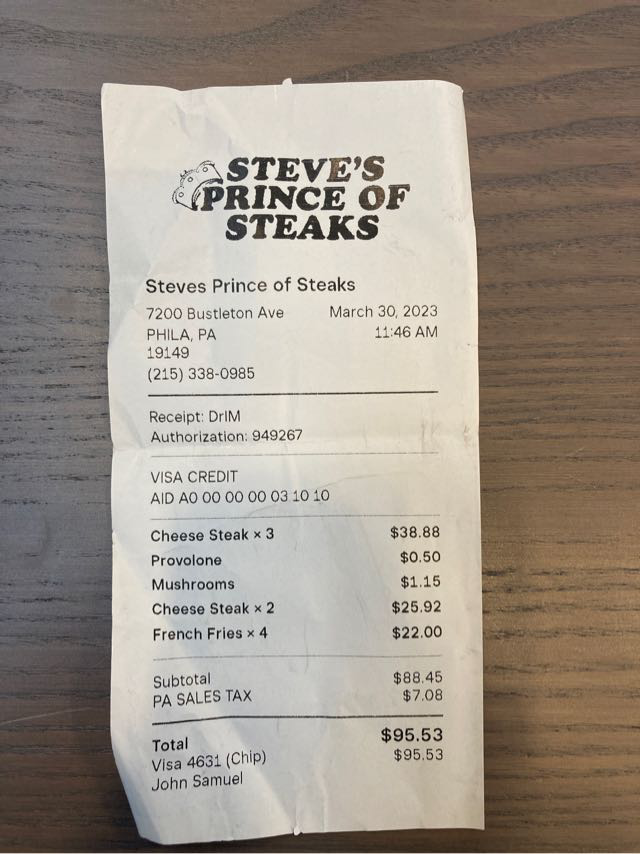 STEVE'S
PRINCE OF
STEAKS
Steves Prince of Steaks
7200 Bustleton Ave March 30, 2023
PHILA, PA 11:46 AM
19149
(215) 338-0985
Receipt: DrIM
Authorization: 949267
VISA CREDIT
AID A0 00 00 00 03 10 10
Cheese Steak × 3 $38.88
Provolone $0.50
Mushrooms $1.15
Cheese Steak × 2 $25.92
French Fries × 4 $22.00
Subtotal $88.45
PA SALES TAX $7.08
Total $95.53
Visa 4631 (Chip) $95.53
John Samuel